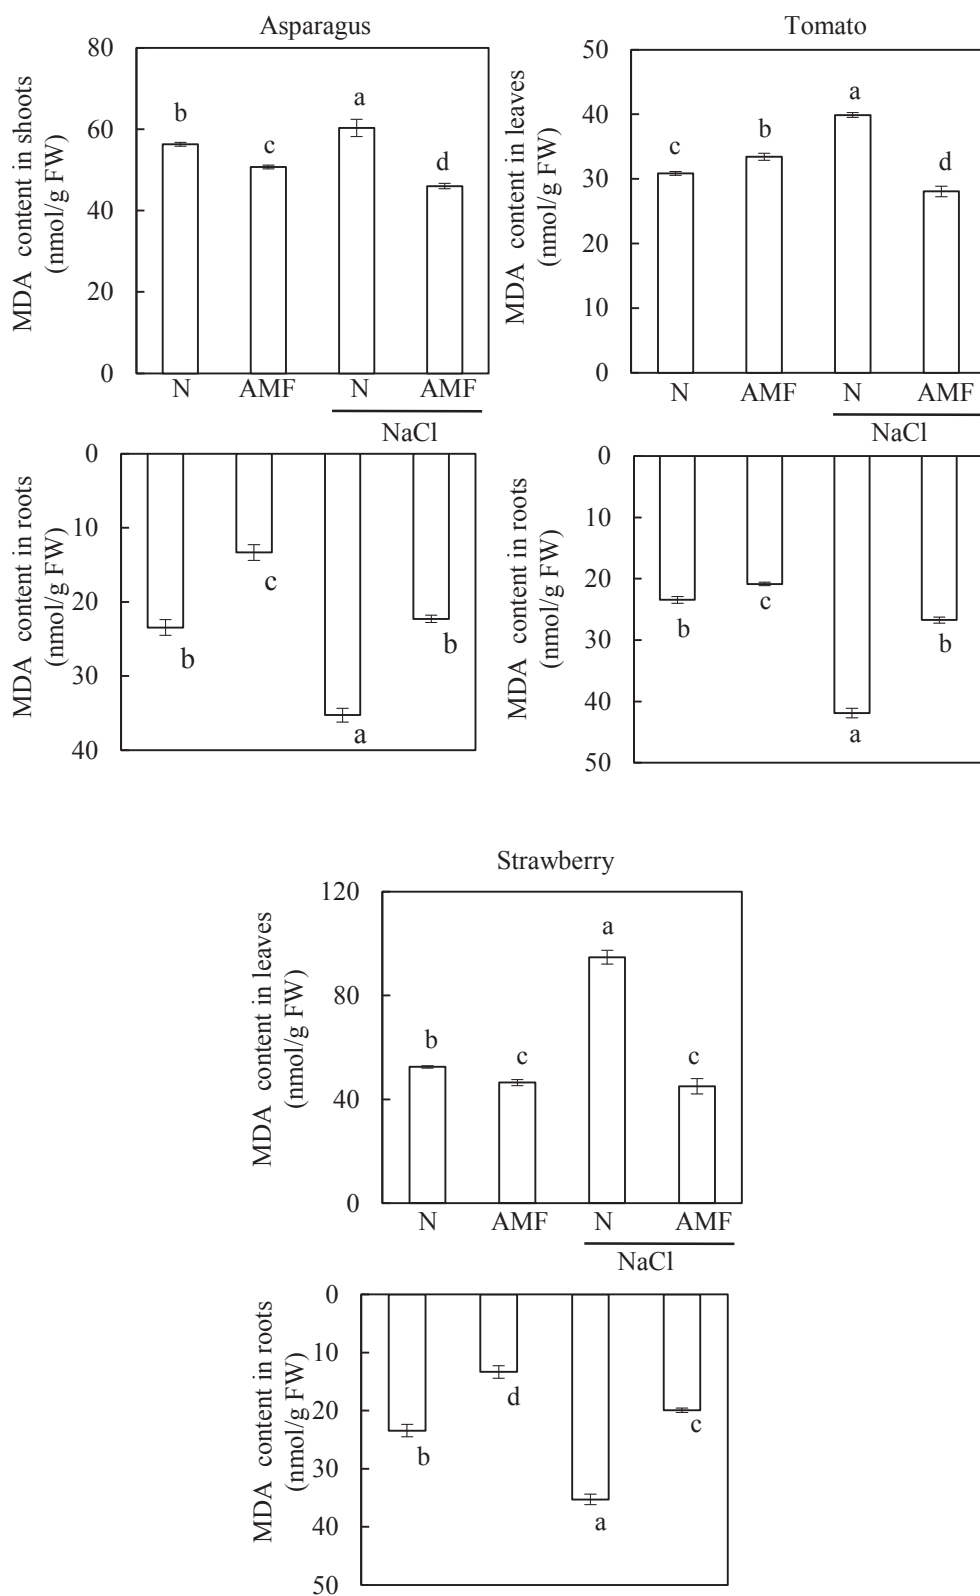 Asparagus
MDA content in shoots
(nmol/g FW)
80
60
40
20
0
b
c
a
d
N AMF N AMF
NaCl
MDA content in roots
(nmol/g FW)
0
10
20
30
40
b
c
a
b
Tomato
MDA content in leaves
(nmol/g FW)
50
40
30
20
10
0
c
b
a
d
N AMF N AMF
NaCl
MDA content in roots
(nmol/g FW)
0
10
20
30
40
50
b
c
a
b
Strawberry
MDA content in leaves
(nmol/g FW)
120
80
40
0
b
c
a
c
N AMF N AMF
NaCl
MDA content in roots
(nmol/g FW)
0
10
20
30
40
50
b
d
a
c